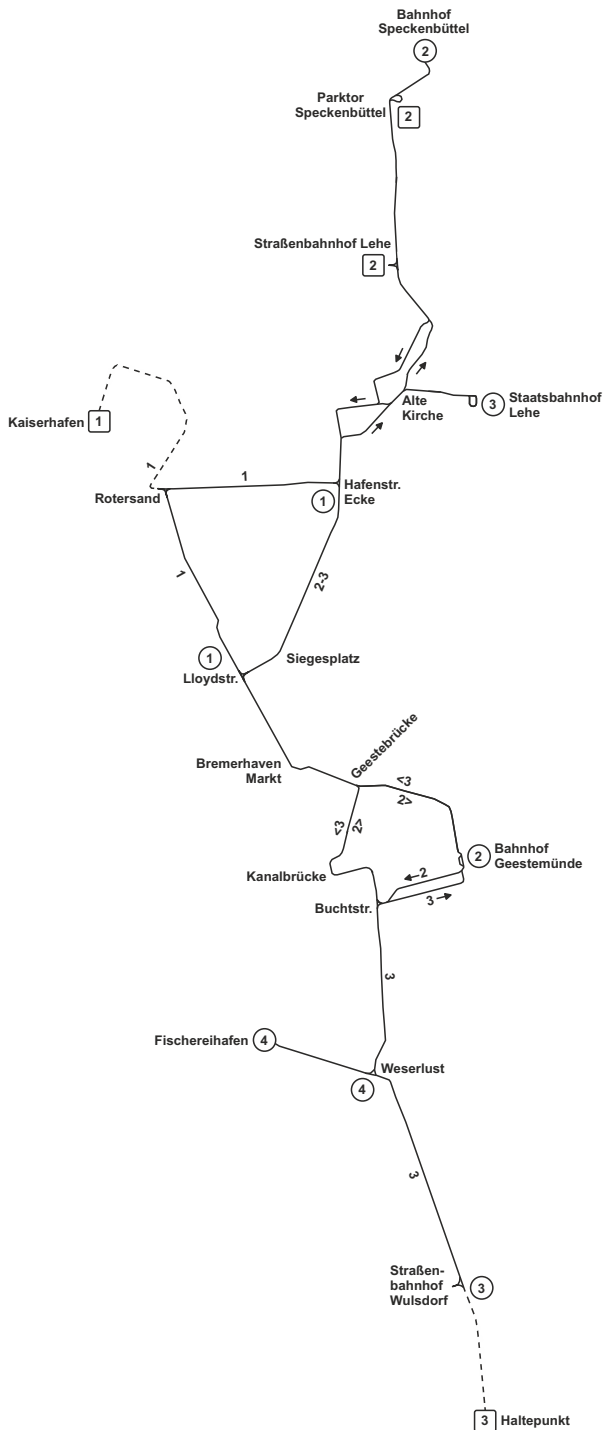 Bahnhof
Speckenbüttel
2
Parktor
Speckenbüttel
2
Straßenbahnhof Lehe
2
Alte
Kirche
3
Staatsbahnhof
Lehe
Kaiserhafen
1
1
1
Rotersand
Hafenstr.
Ecke
1
1
2-3
1
Lloydstr.
Siegesplatz
Bremerhaven
Markt
Geestebrücke
<3
2>
<3
2>
Kanalbrücke
2
Bahnhof
Geestemünde
2
3
Buchtstr.
3
Fischereihafen
4
Weserlust
4
3
Straßen-
bahnhof
Wulsdorf
3
3
Haltepunkt